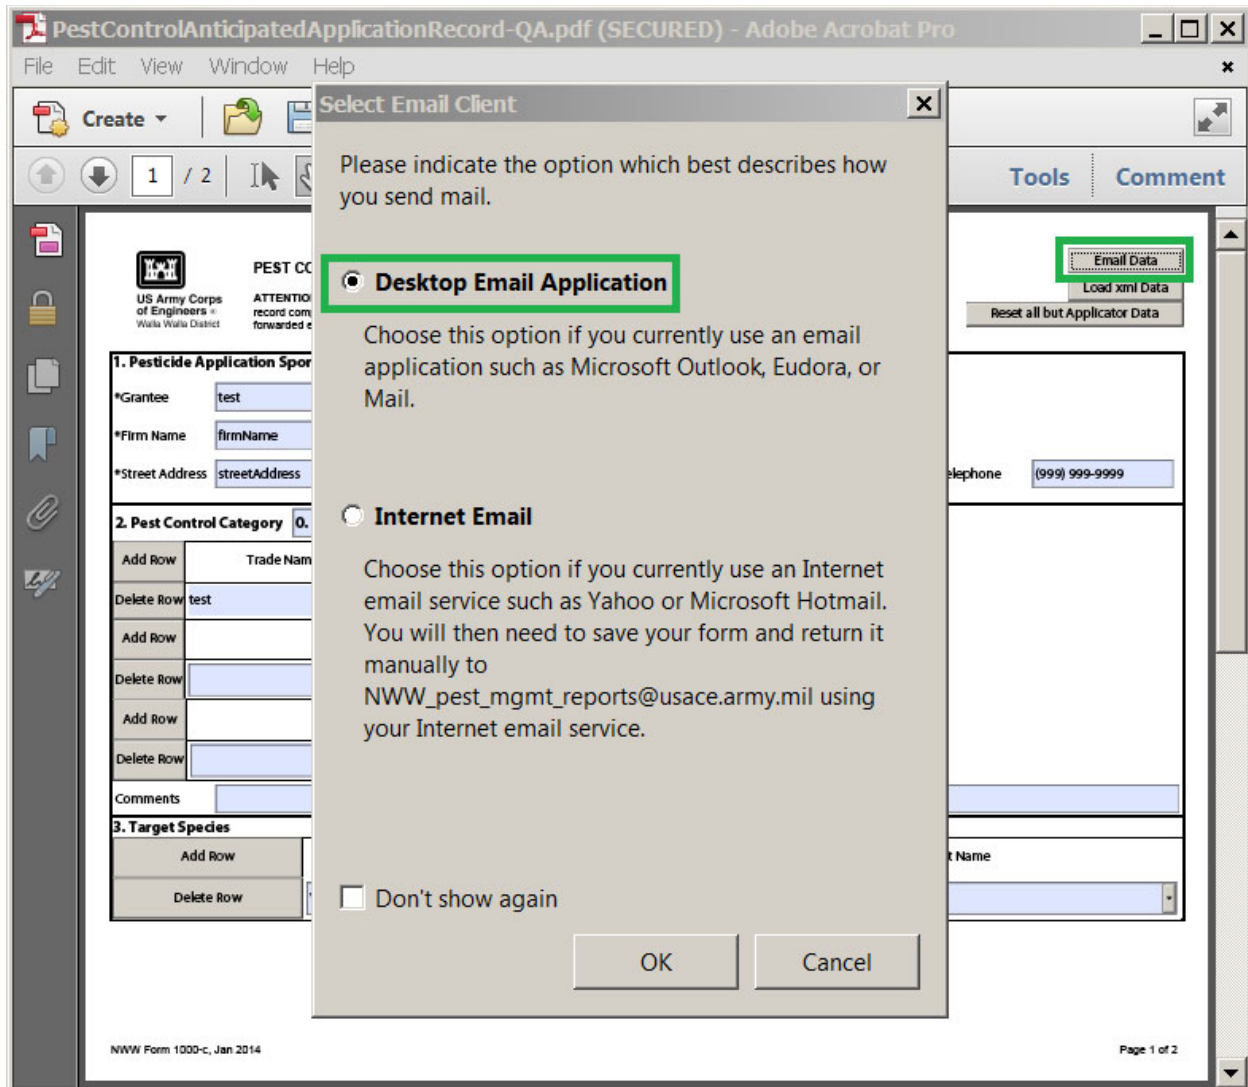 PestControlAnticipatedApplicationRecord-QA.pdf (SECURED) - Adobe Acrobat Pro
File Edit View Window Help
Create
Select Email Client
1 / 2
Tools Comment
Please indicate the option which best describes how
you send mail.
Desktop Email Application
Choose this option if you currently use an email
application such as Microsoft Outlook, Eudora, or
Mail.
Internet Email
Choose this option if you currently use an Internet
email service such as Yahoo or Microsoft Hotmail.
You will then need to save your form and return it
manually to
NWW_pest_mgmt_reports@usace.army.mil using
your Internet email service.
Don't show again
OK Cancel
US Army Corps
of Engineers
Walla Walla District
PEST CO
ATTENTIO
record com
forwarded e
Email Data
Load xml Data
Reset all but Applicator Data
1. Pesticide Application Spor
*Grantee test
*Firm Name firmName
*Street Address streetAddress
elephone (999) 999-9999
2. Pest Control Category 0.
Add Row Trade Nam
Delete Row test
Add Row
Delete Row
Add Row
Delete Row
Comments
3. Target Species
Add Row t Name
Delete Row
NWW Form 1000-c, Jan 2014 Page 1 of 2